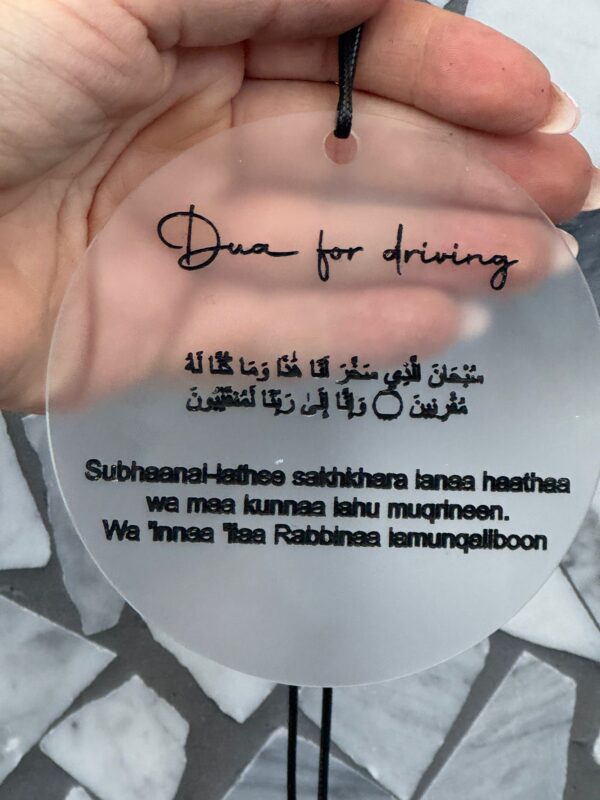 Dua for driving
سُبْحَانَ الَّذِي سَخَّرَ لَنَا هَٰذَا وَمَا كُنَّا لَهُ
مُقْرِنِينَ ۝ وَإِنَّا إِلَىٰ رَبِّنَا لَمُنقَلِبُونَ
Subhaanal-lathee sakhkhara lanaa haathaa
wa maa kunnaa lahu muqrineen.
Wa 'innaa 'ilaa Rabbinaa lamunqaliboon